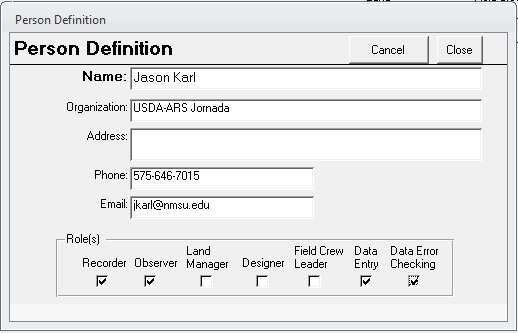 Person Definition
Person Definition Cancel Close
Name: Jason Karl
Organization: USDA-ARS Jornada
Address:
Phone: 575-646-7015
Email: jkarl@nmsu.edu
Role(s)
Recorder Observer Land Manager Designer Field Crew Leader Data Entry Data Error Checking